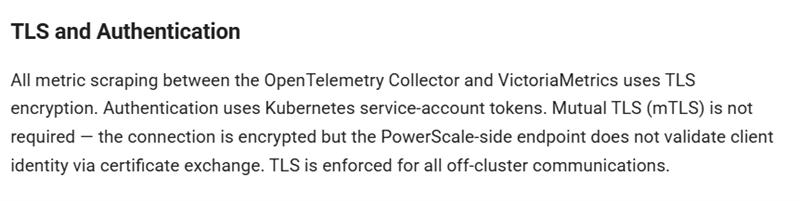 TLS and Authentication
All metric scraping between the OpenTelemetry Collector and VictoriaMetrics uses TLS
encryption. Authentication uses Kubernetes service-account tokens. Mutual TLS (mTLS) is not
required — the connection is encrypted but the PowerScale-side endpoint does not validate client
identity via certificate exchange. TLS is enforced for all off-cluster communications.